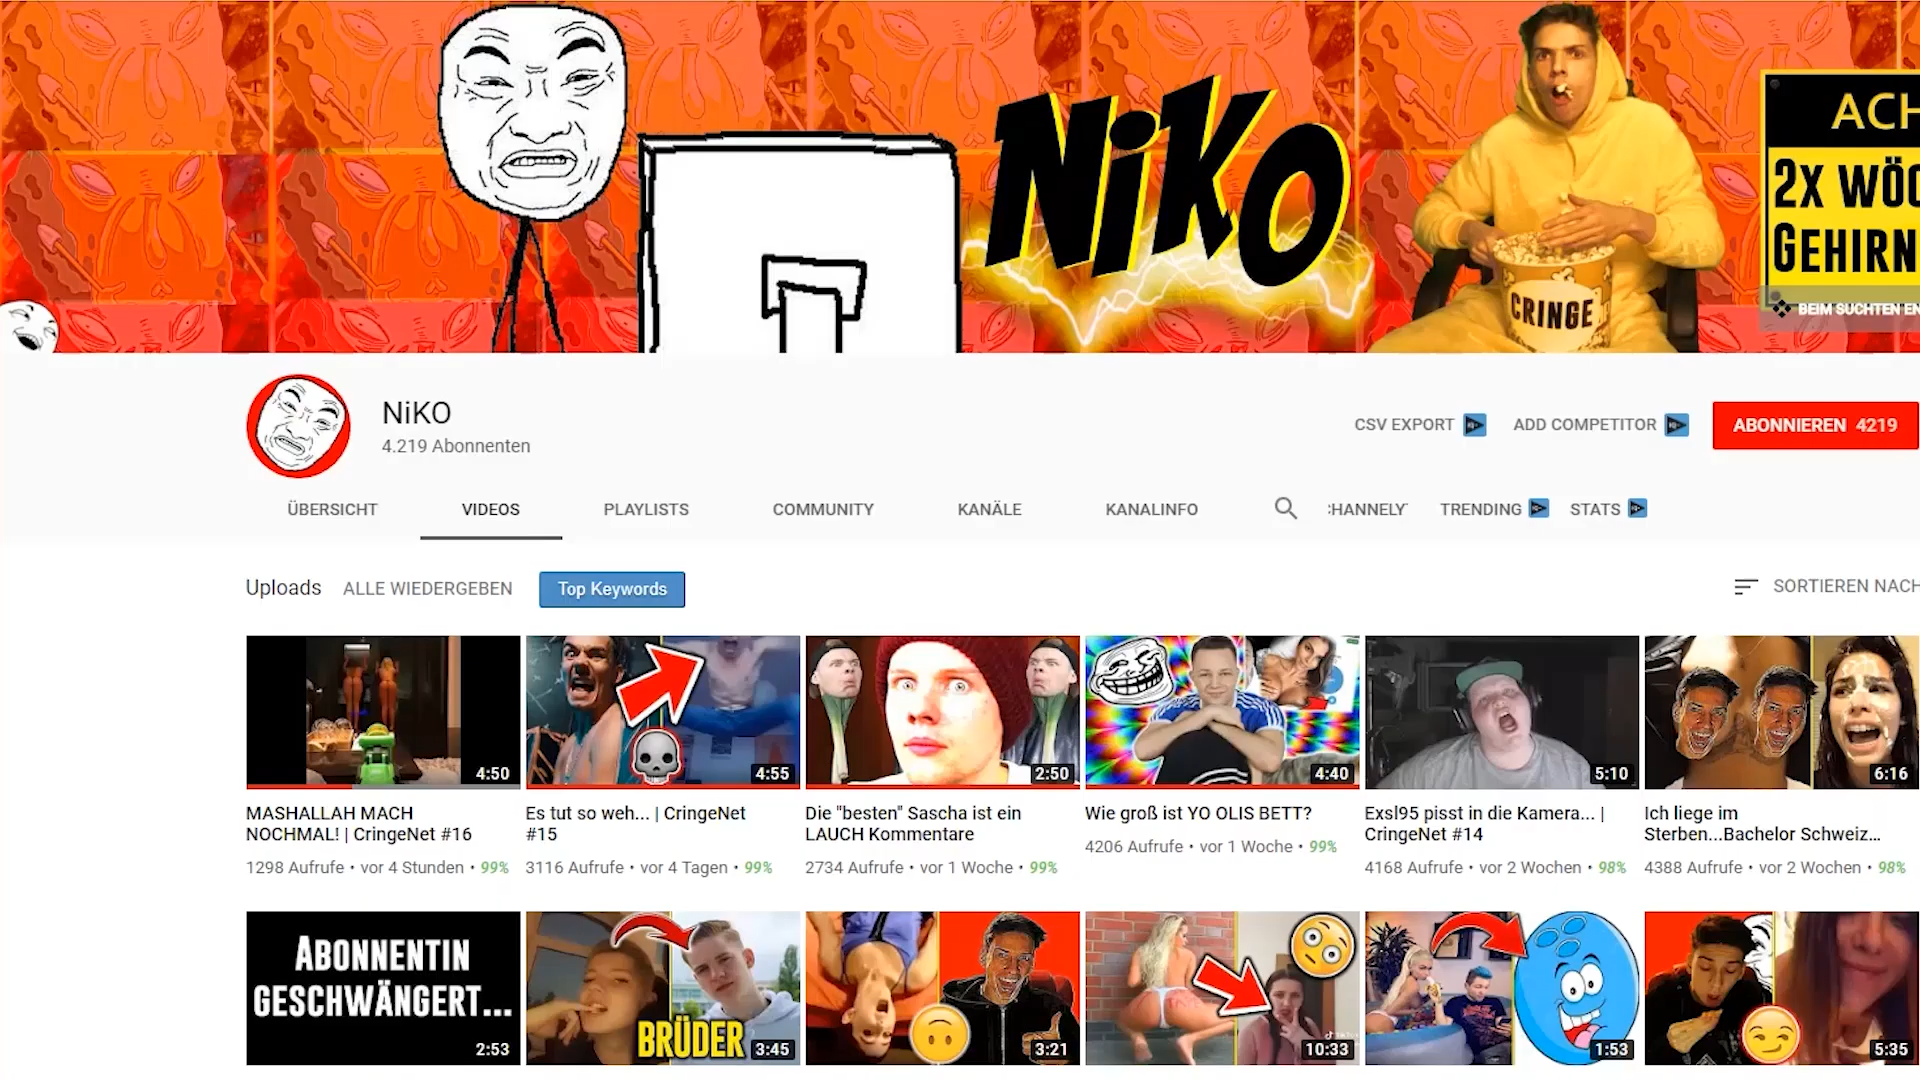 NiKO
ACH
2X WÖC
GEHIRN
BEIM SUCHTEN EN
CRINGE
NiKO
4.219 Abonnenten
CSV EXPORT
ADD COMPETITOR
ABONNIEREN 4219
ÜBERSICHT
VIDEOS
PLAYLISTS
COMMUNITY
KANÄLE
KANALINFO
HANNELY
TRENDING
STATS
Uploads
ALLE WIEDERGEBEN
Top Keywords
SORTIEREN NACH
4:50
4:55
2:50
4:40
5:10
6:16
MASHALLAH MACH
NOCHMAL! | CringeNet #16
1298 Aufrufe • vor 4 Stunden • 99%
Es tut so weh... | CringeNet
#15
3116 Aufrufe • vor 4 Tagen • 99%
Die "besten" Sascha ist ein
LAUCH Kommentare
2734 Aufrufe • vor 1 Woche • 99%
Wie groß ist YO OLIS BETT?
4206 Aufrufe • vor 1 Woche • 99%
Exsl95 pisst in die Kamera... |
CringeNet #14
4168 Aufrufe • vor 2 Wochen • 98%
Ich liege im
Sterben...Bachelor Schweiz...
4388 Aufrufe • vor 2 Wochen • 98%
ABONNENTIN
GESCHWÄNGERT...
2:53
BRÜDER
3:45
3:21
10:33
1:53
5:35